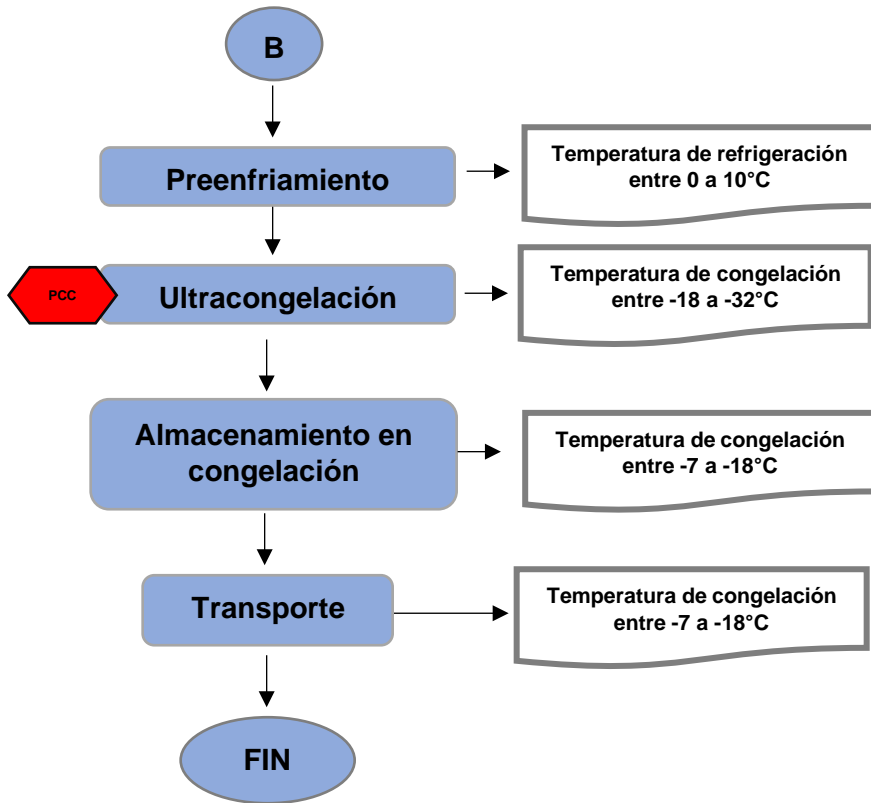 B
Preenfriamiento
Temperatura de refrigeración
entre 0 a 10°C
PCC
Ultracongelación
Temperatura de congelación
entre -18 a -32°C
Almacenamiento en
congelación
Temperatura de congelación
entre -7 a -18°C
Transporte
Temperatura de congelación
entre -7 a -18°C
FIN